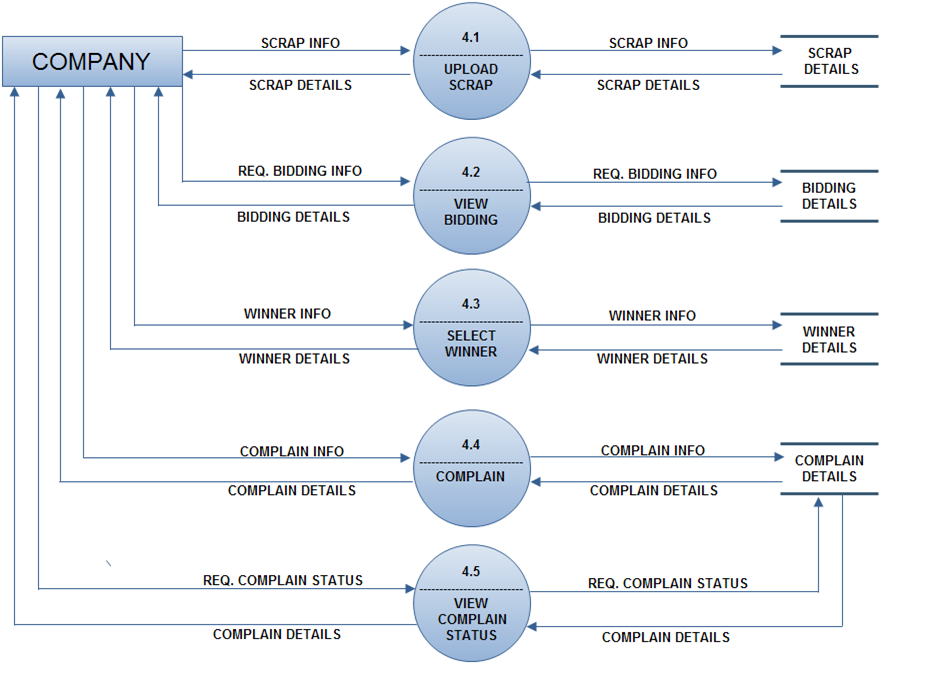 COMPANY
SCRAP INFO
4.1
UPLOAD
SCRAP
SCRAP INFO
SCRAP
DETAILS
SCRAP DETAILS
SCRAP DETAILS
REQ. BIDDING INFO
4.2
VIEW
BIDDING
REQ. BIDDING INFO
BIDDING
DETAILS
BIDDING DETAILS
BIDDING DETAILS
WINNER INFO
4.3
SELECT
WINNER
WINNER INFO
WINNER
DETAILS
WINNER DETAILS
WINNER DETAILS
COMPLAIN INFO
4.4
COMPLAIN
COMPLAIN INFO
COMPLAIN
DETAILS
COMPLAIN DETAILS
COMPLAIN DETAILS
REQ. COMPLAIN STATUS
4.5
VIEW
COMPLAIN
STATUS
REQ. COMPLAIN STATUS
COMPLAIN DETAILS
COMPLAIN DETAILS